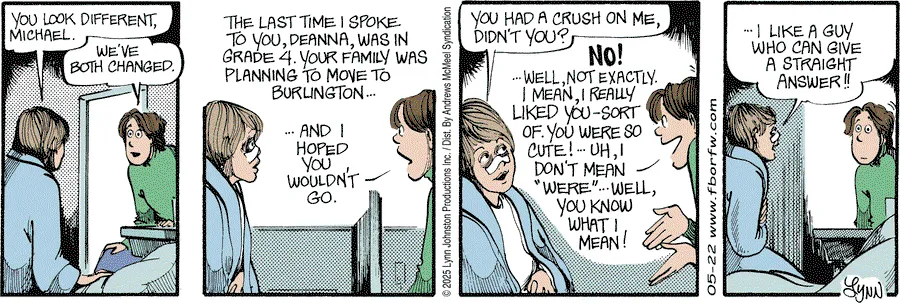 YOU LOOK DIFFERENT,
MICHAEL.
WE'VE
BOTH CHANGED.
THE LAST TIME I SPOKE
TO YOU, DEANNA, WAS IN
GRADE 4. YOUR FAMILY WAS
PLANNING TO MOVE TO
BURLINGTON...
... AND I
HOPED
YOU
WOULDN'T
GO.
© 2025 Lynn Johnston Productions Inc. / Dist. By Andrews McMeel Syndication
YOU HAD A CRUSH ON ME,
DIDN'T YOU?
NO!
...WELL, NOT EXACTLY.
I MEAN, I REALLY
LIKED YOU-SORT
OF. YOU WERE SO
CUTE!... UH, I
DON'T MEAN
"WERE"... WELL,
YOU KNOW
WHAT I
MEAN!
05-22 www.fborfw.com
...I LIKE A GUY
WHO CAN GIVE
A STRAIGHT
ANSWER!!
LYNN